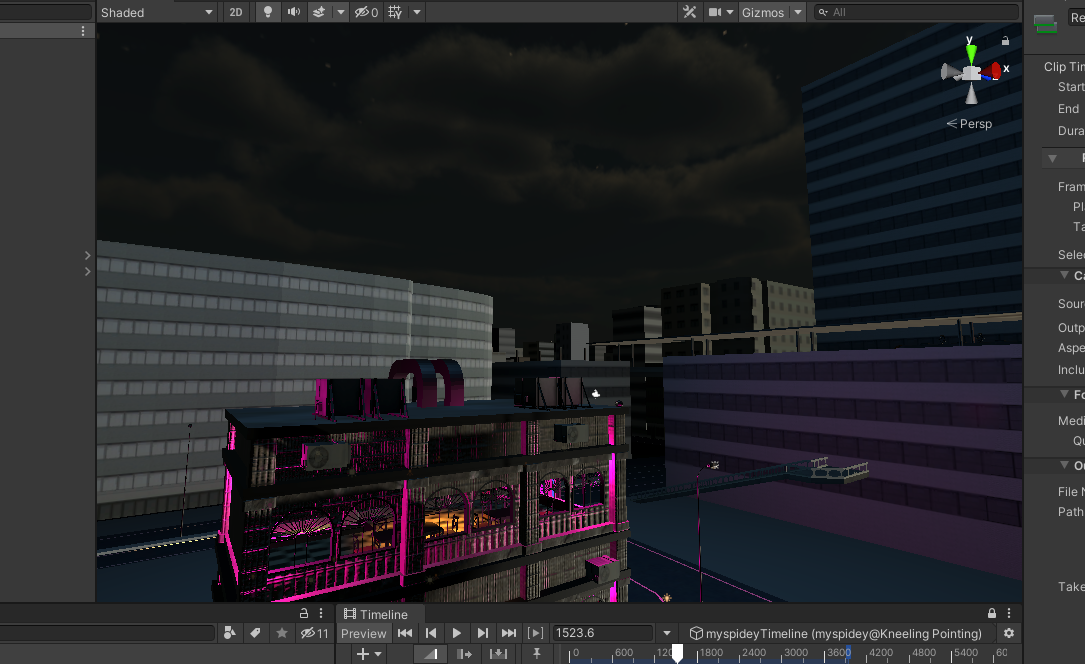 Shaded 2D 0 Gizmos All
Re
y
x
Persp
Clip Tim
Start
End
Dura
F
Fram
Pl
Ta
Selec
Ca
Sour
Outp
Aspe
Inclu
Fo
Medi
Qu
Ou
File N
Path
Take
Timeline
11 Preview 1523.6 myspideyTimeline (myspidey@Kneeling Pointing)
0 600 120 1800 2400 3000 3600 4200 4800 5400 60